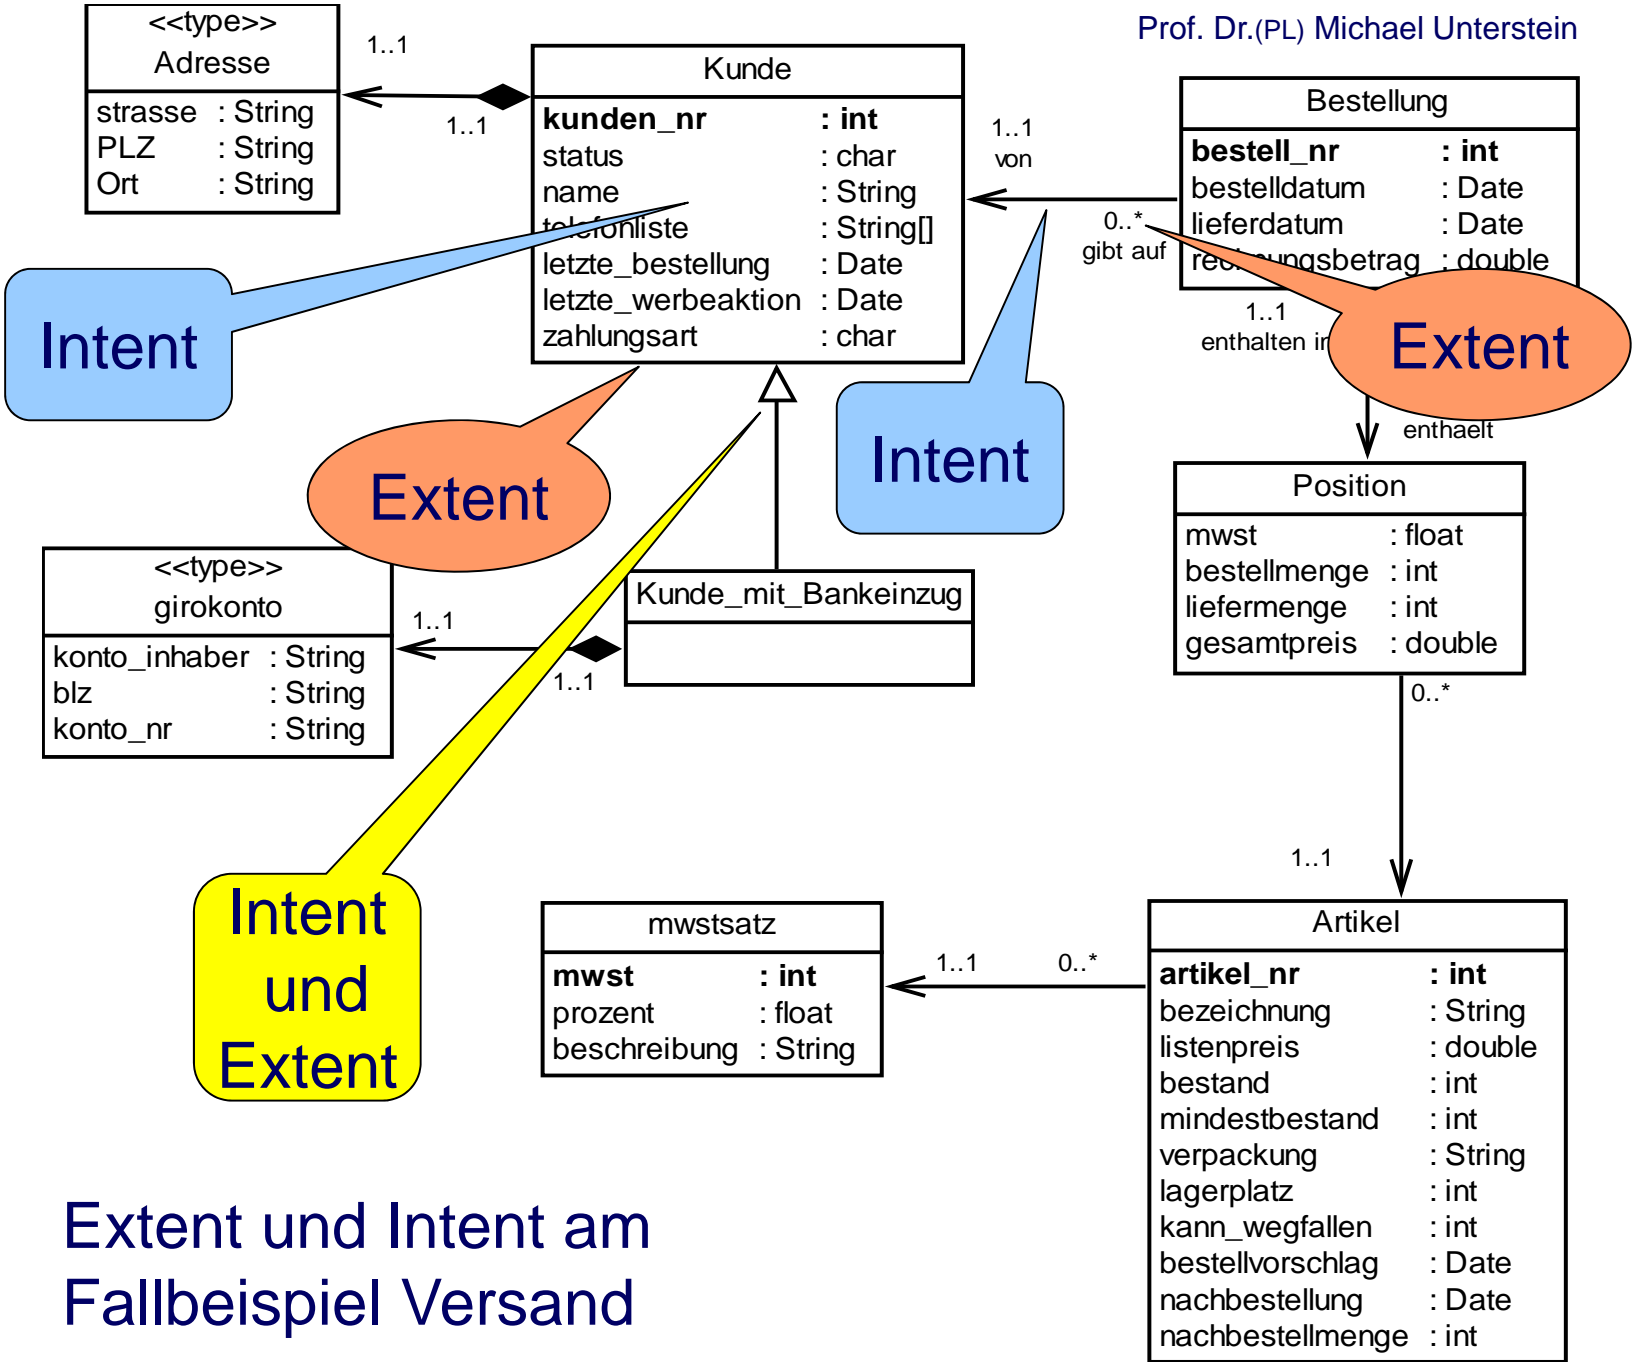 Prof. Dr.(PL) Michael Unterstein
<<type>>
Adresse
strasse : String
PLZ : String
Ort : String
1..1
1..1
Kunde
kunden_nr : int
status : char
name : String
telefonliste : String[]
letzte_bestellung : Date
letzte_werbeaktion : Date
zahlungsart : char
1..1
von
0..*
gibt auf
Bestellung
bestell_nr : int
bestelldatum : Date
lieferdatum : Date
rechnungsbetrag : double
Intent
Extent
Intent
Extent
1..1
enthalten in
enthaelt
Position
mwst : float
bestellmenge : int
liefermenge : int
gesamtpreis : double
<<type>>
girokonto
konto_inhaber : String
blz : String
konto_nr : String
1..1
1..1
Kunde_mit_Bankeinzug
0..*
1..1
Intent
und
Extent
mwstsatz
mwst : int
prozent : float
beschreibung : String
1..1
0..*
Artikel
artikel_nr : int
bezeichnung : String
listenpreis : double
bestand : int
mindestbestand : int
verpackung : String
lagerplatz : int
kann_wegfallen : int
bestellvorschlag : Date
nachbestellung : Date
nachbestellmenge : int
Extent und Intent am
Fallbeispiel Versand